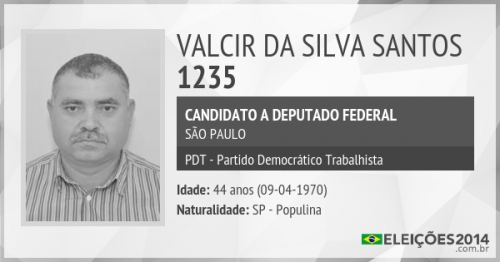 VALCIR DA SILVA SANTOS
1235
CANDIDATO A DEPUTADO FEDERAL
SÃO PAULO
PDT - Partido Democrático Trabalhista
Idade: 44 anos (09-04-1970)
Naturalidade: SP - Populina
ELEIÇÕES2014
.com.br